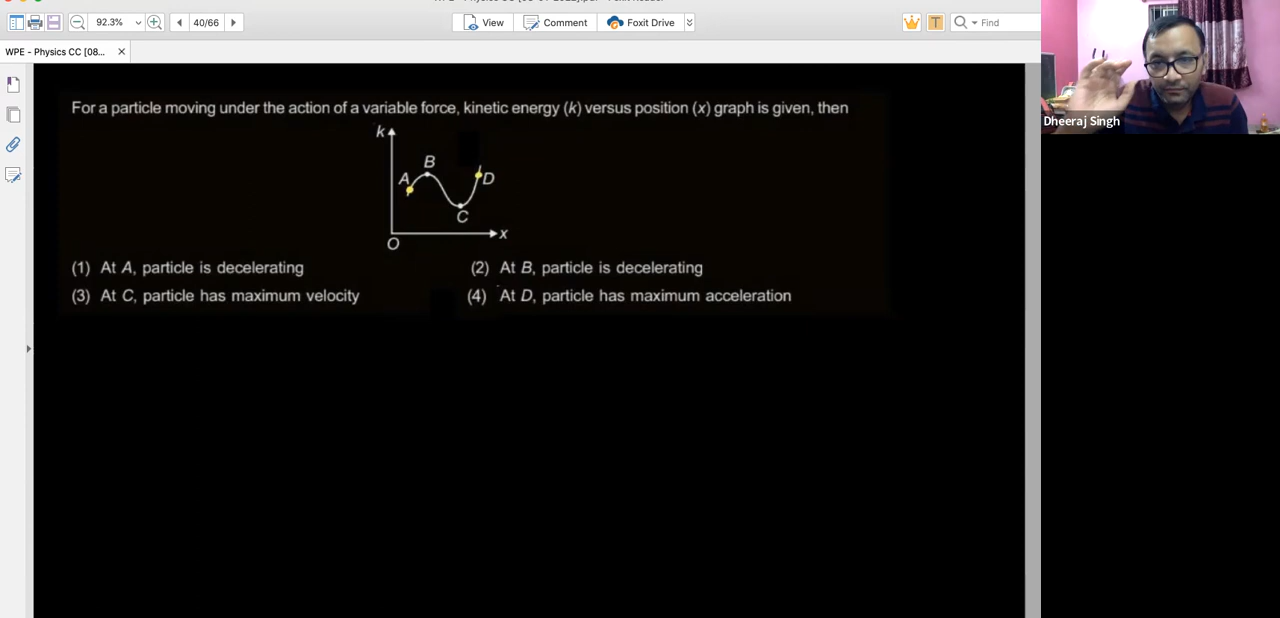 92.3%
40/66
View
Comment
Foxit Drive
T
Find
WPE - Physics CC [08...
Dheeraj Singh
For a particle moving under the action of a variable force, kinetic energy (k) versus position (x) graph is given, then
k
B
A
D
C
x
O
(1) At A, particle is decelerating
(2) At B, particle is decelerating
(3) At C, particle has maximum velocity
(4) At D, particle has maximum acceleration